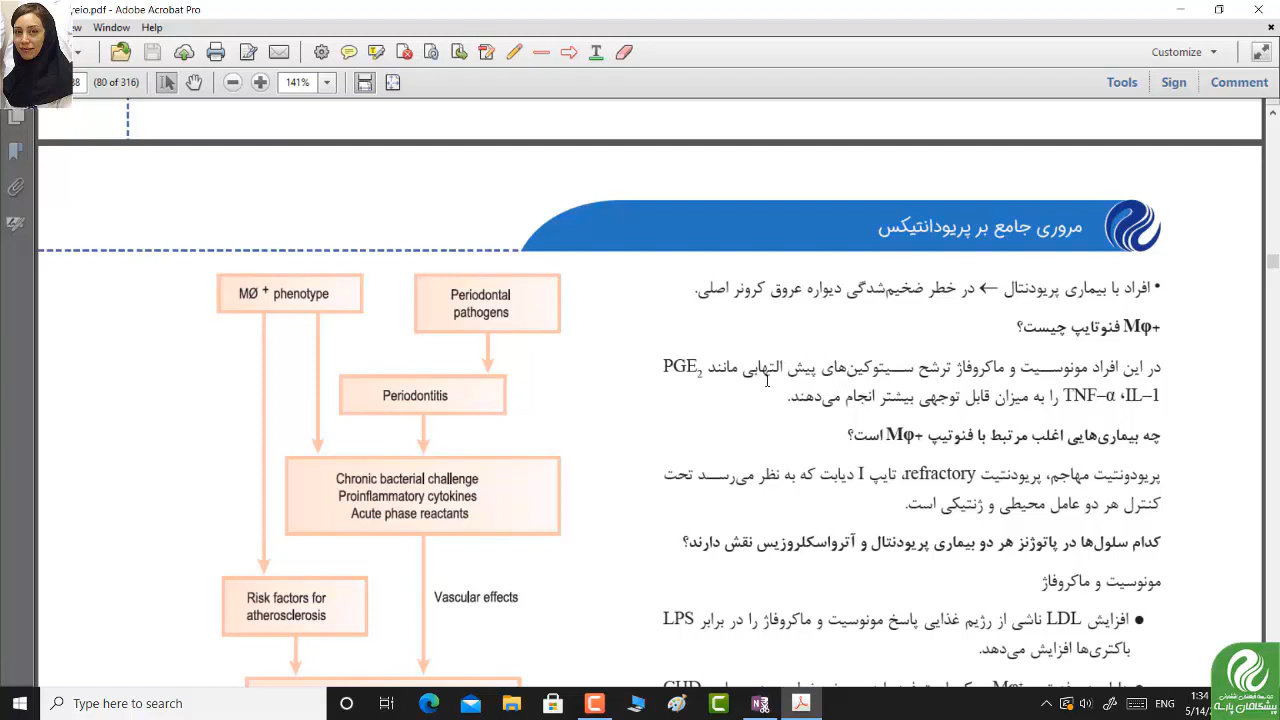 reio.pdf - Adobe Acrobat Pro
Window Help
Customize
(80 of 316)
141%
Tools Sign Comment
مروری جامع بر پریودانتیکس
• افراد با بیماری پریودنتال ← در خطر ضخیم‌شدگی دیواره عروق کرونر اصلی.
+Mφ فنوتایپ چیست؟
در این افراد مونوسیت و ماکروفاژ ترشح سیتوکین‌های پیش التهابی مانند PGE2
TNF-α ،IL-1 را به میزان قابل توجهی بیشتر انجام می‌دهند.
چه بیماری‌هایی اغلب مرتبط با فنوتیپ +Mφ است؟
پریودونتیت مهاجم، پریودنتیت refractory، تایپ I دیابت که به نظر می‌رسد تحت
کنترل هر دو عامل محیطی و ژنتیکی است.
کدام سلول‌ها در پاتوژنز هر دو بیماری پریودنتال و آترواسکلروزیس نقش دارند؟
مونوسیت و ماکروفاژ
● افزایش LDL ناشی از رژیم غذایی پاسخ مونوسیت و ماکروفاژ را در برابر LPS
باکتری‌ها افزایش می‌دهد.
MØ + phenotype
Periodontal
pathogens
Periodontitis
Chronic bacterial challenge
Proinflammatory cytokines
Acute phase reactants
Risk factors for
atherosclerosis
Vascular effects
Type here to search
ENG
1:34
5/14/2
پیشگامان پایه